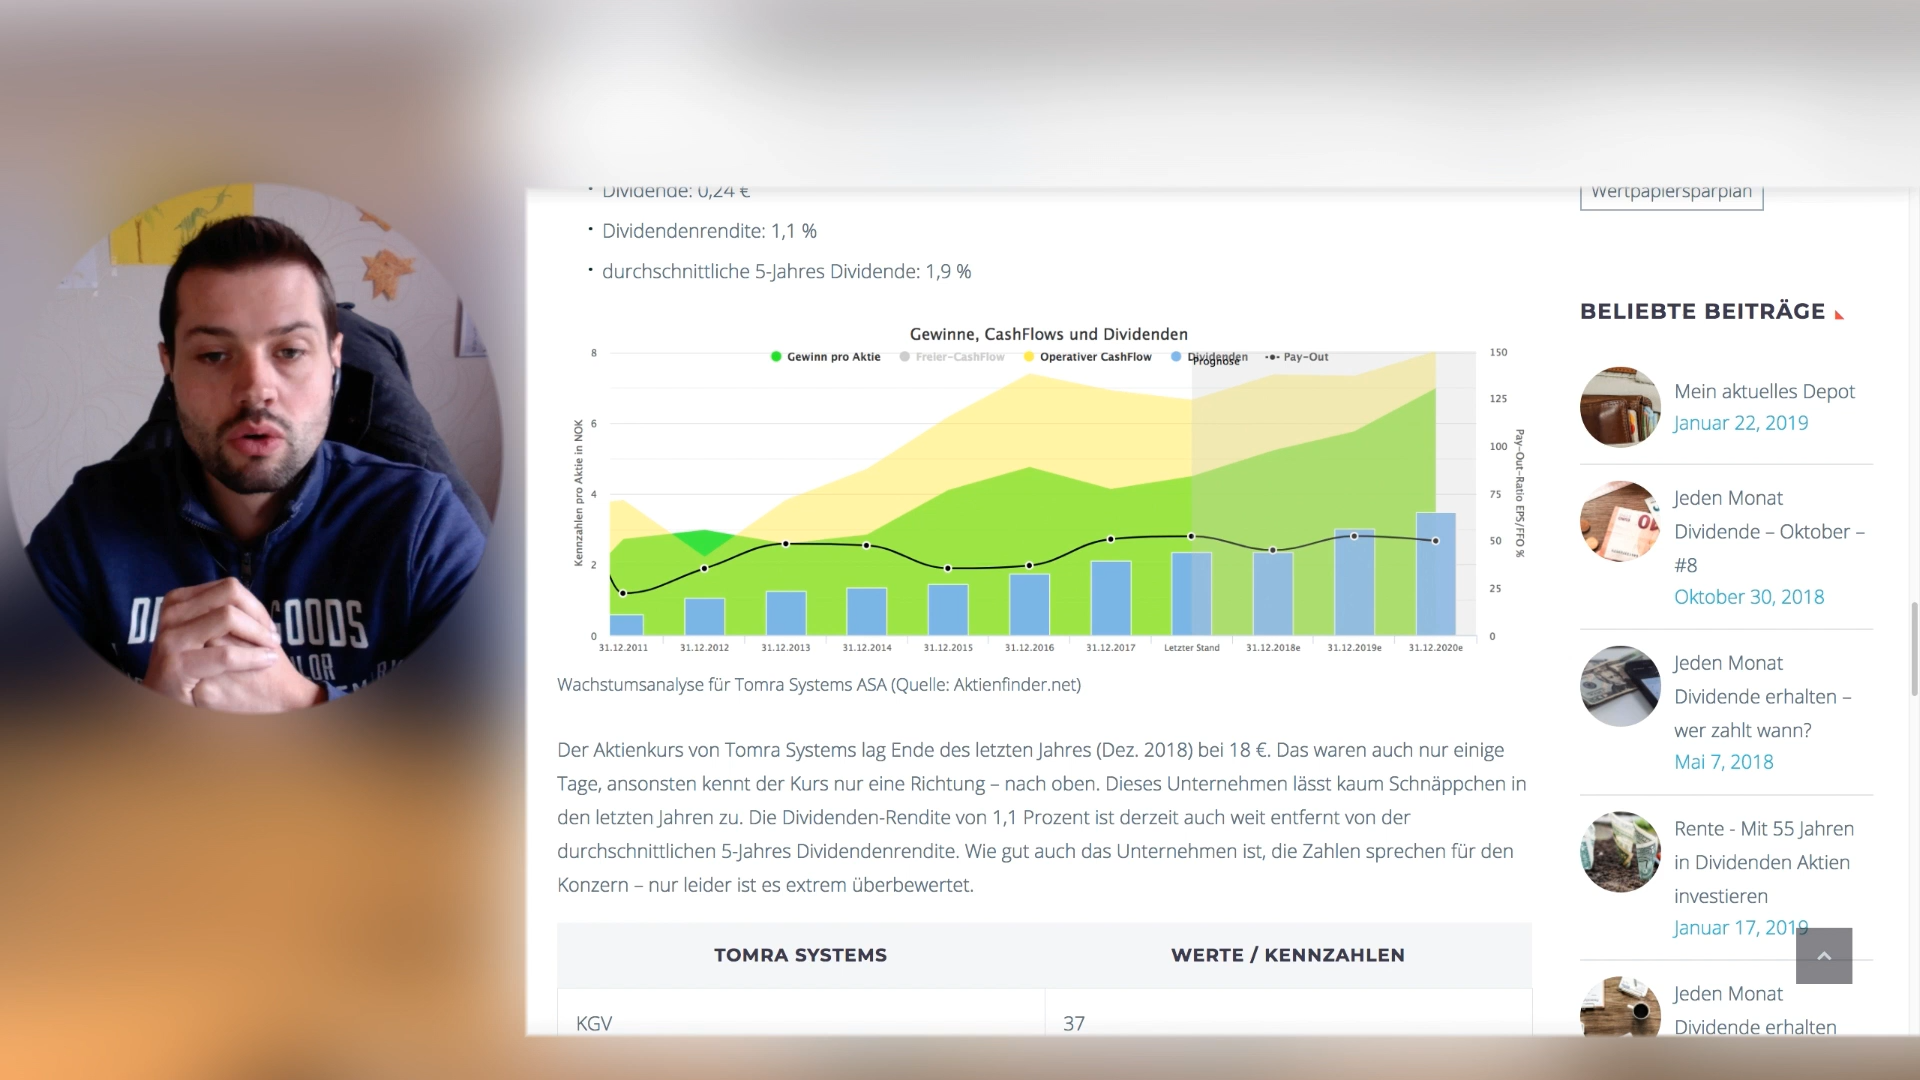 Dividende: 0,24 €
Dividendenrendite: 1,1 %
durchschnittliche 5-Jahres Dividende: 1,9 %
Gewinne, CashFlows und Dividenden
Gewinn pro Aktie
Freier-CashFlow
Operativer CashFlow
Dividenden
Pay-Out
Prognose
Kennzahlen pro Aktie in NOK
8
6
4
2
0
150
125
100
75
50
25
0
Pay-Out-Ratio EPS/FFO %
31.12.2011
31.12.2012
31.12.2013
31.12.2014
31.12.2015
31.12.2016
31.12.2017
Letzter Stand
31.12.2018e
31.12.2019e
31.12.2020e
Wachstumsanalyse für Tomra Systems ASA (Quelle: Aktienfinder.net)
Der Aktienkurs von Tomra Systems lag Ende des letzten Jahres (Dez. 2018) bei 18 €. Das waren auch nur einige
Tage, ansonsten kennt der Kurs nur eine Richtung – nach oben. Dieses Unternehmen lässt kaum Schnäppchen in
den letzten Jahren zu. Die Dividenden-Rendite von 1,1 Prozent ist derzeit auch weit entfernt von der
durchschnittlichen 5-Jahres Dividendenrendite. Wie gut auch das Unternehmen ist, die Zahlen sprechen für den
Konzern – nur leider ist es extrem überbewertet.
TOMRA SYSTEMS
WERTE / KENNZAHLEN
KGV
37
Wertpapiersparplan
BELIEBTE BEITRÄGE
Mein aktuelles Depot
Januar 22, 2019
Jeden Monat
Dividende – Oktober –
#8
Oktober 30, 2018
Jeden Monat
Dividende erhalten –
wer zahlt wann?
Mai 7, 2018
Rente - Mit 55 Jahren
in Dividenden Aktien
investieren
Januar 17, 2019
Jeden Monat
Dividende erhalten
GOODS